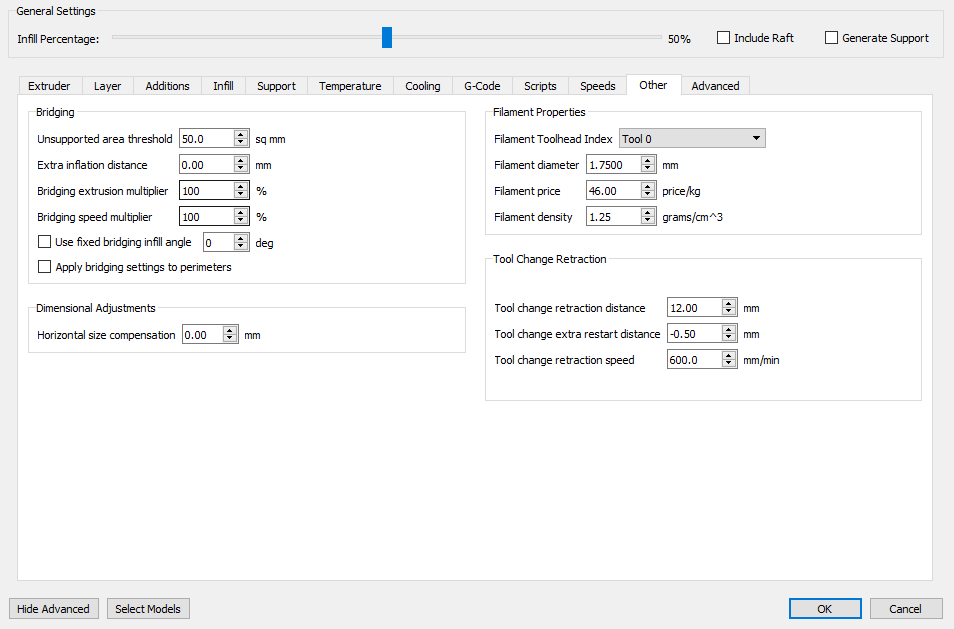 General Settings
Infill Percentage: 50% Include Raft Generate Support
Extruder Layer Additions Infill Support Temperature Cooling G-Code Scripts Speeds Other Advanced
Bridging
Unsupported area threshold 50.0 sq mm
Extra inflation distance 0.00 mm
Bridging extrusion multiplier 100 %
Bridging speed multiplier 100 %
Use fixed bridging infill angle 0 deg
Apply bridging settings to perimeters
Dimensional Adjustments
Horizontal size compensation 0.00 mm
Filament Properties
Filament Toolhead Index Tool 0
Filament diameter 1.7500 mm
Filament price 46.00 price/kg
Filament density 1.25 grams/cm^3
Tool Change Retraction
Tool change retraction distance 12.00 mm
Tool change extra restart distance -0.50 mm
Tool change retraction speed 600.0 mm/min
Hide Advanced Select Models OK Cancel